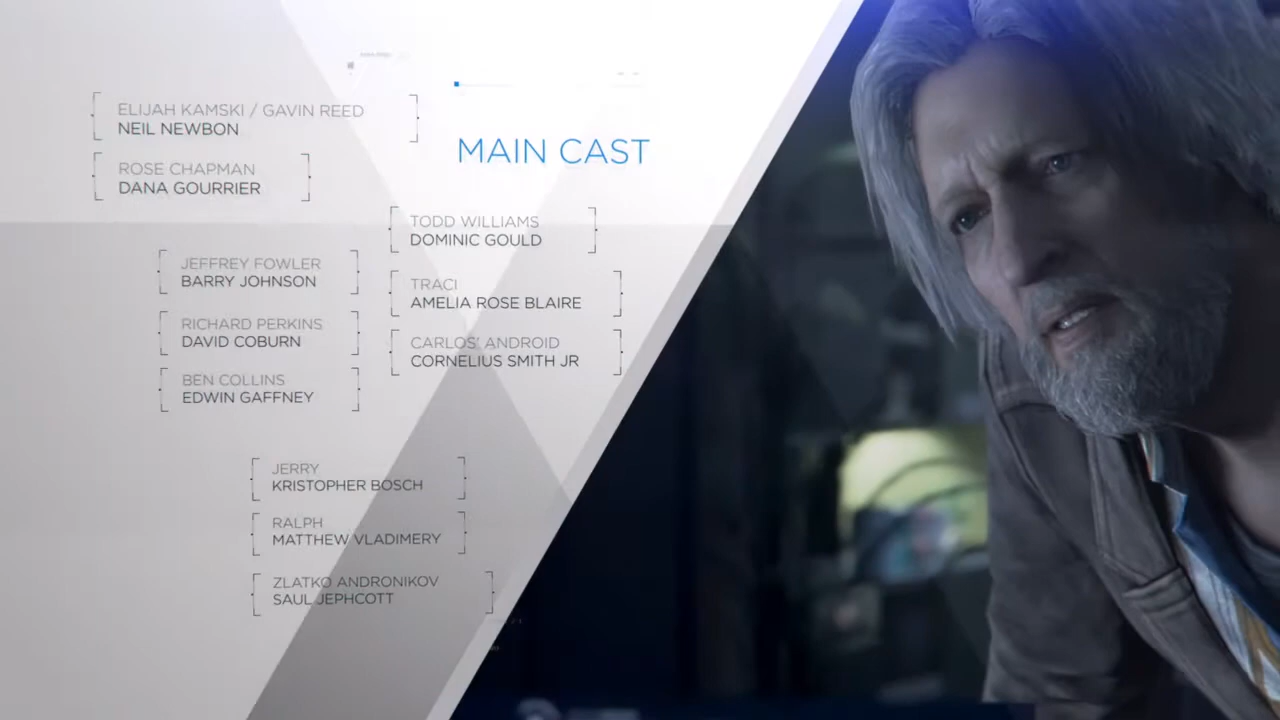 ELIJAH KAMSKI / GAVIN REED
NEIL NEWBON
ROSE CHAPMAN
DANA GOURRIER
MAIN CAST
TODD WILLIAMS
DOMINIC GOULD
TRACI
AMELIA ROSE BLAIRE
CARLOS' ANDROID
CORNELIUS SMITH JR
JEFFREY FOWLER
BARRY JOHNSON
RICHARD PERKINS
DAVID COBURN
BEN COLLINS
EDWIN GAFFNEY
JERRY
KRISTOPHER BOSCH
RALPH
MATTHEW VLADIMERY
ZLATKO ANDRONIKOV
SAUL JEPHCOTT